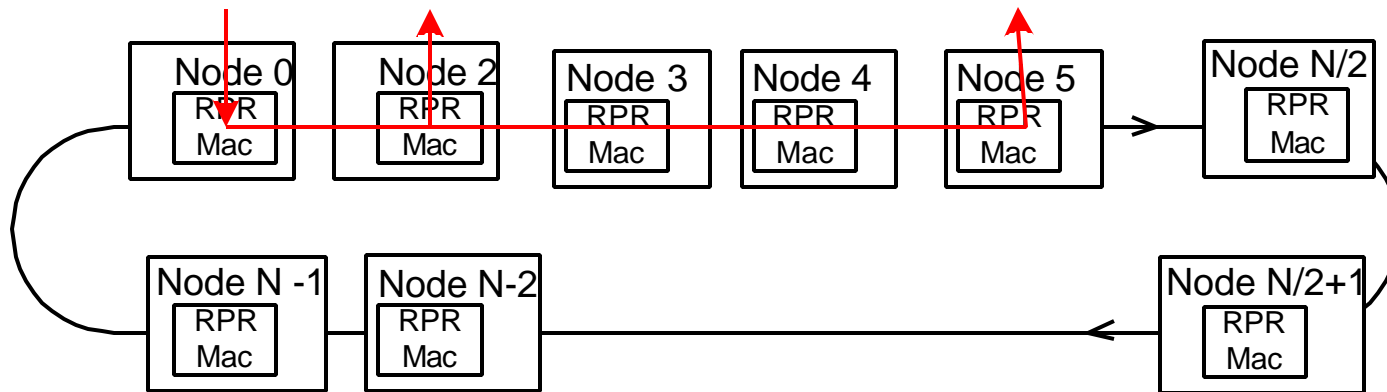 Node 0
RPR
Mac
Node 2
RPR
Mac
Node 3
RPR
Mac
Node 4
RPR
Mac
Node 5
RPR
Mac
Node N/2
RPR
Mac
Node N -1
RPR
Mac
Node N-2
RPR
Mac
Node N/2+1
RPR
Mac